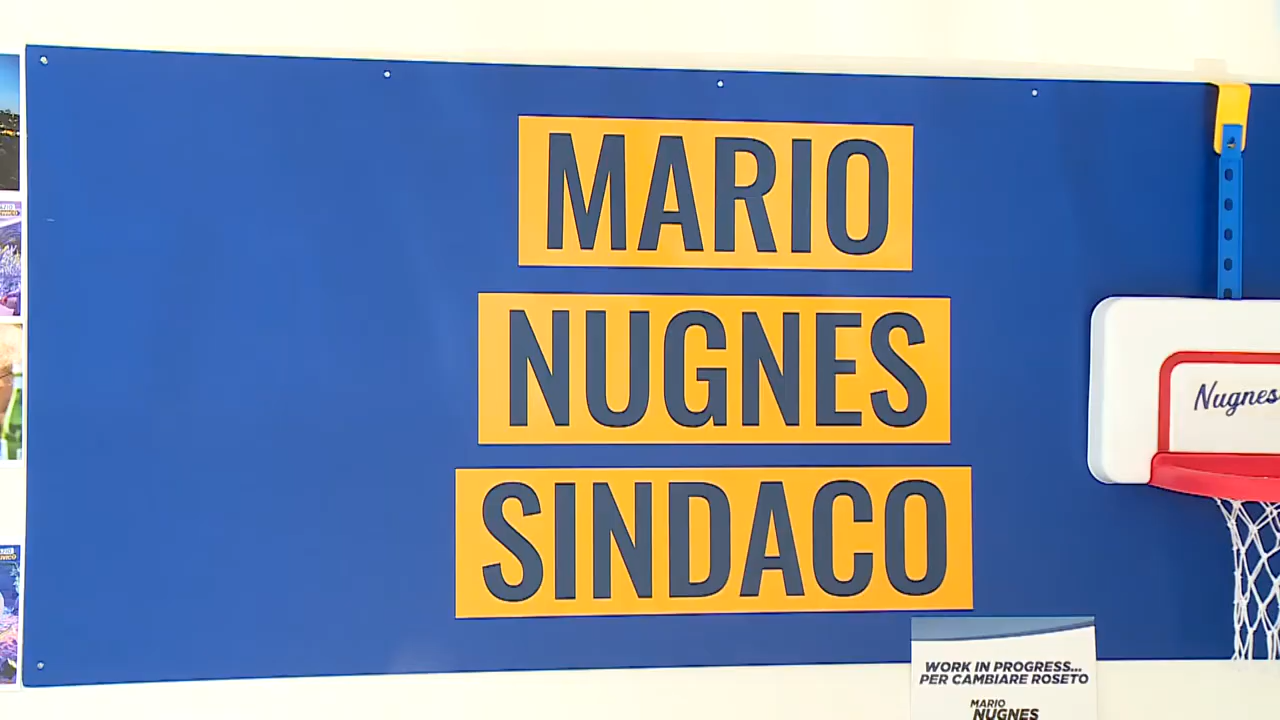 MARIO
NUGNES
SINDACO
Nugnes
WORK IN PROGRESS...
PER CAMBIARE ROSETO
MARIO
NUGNES